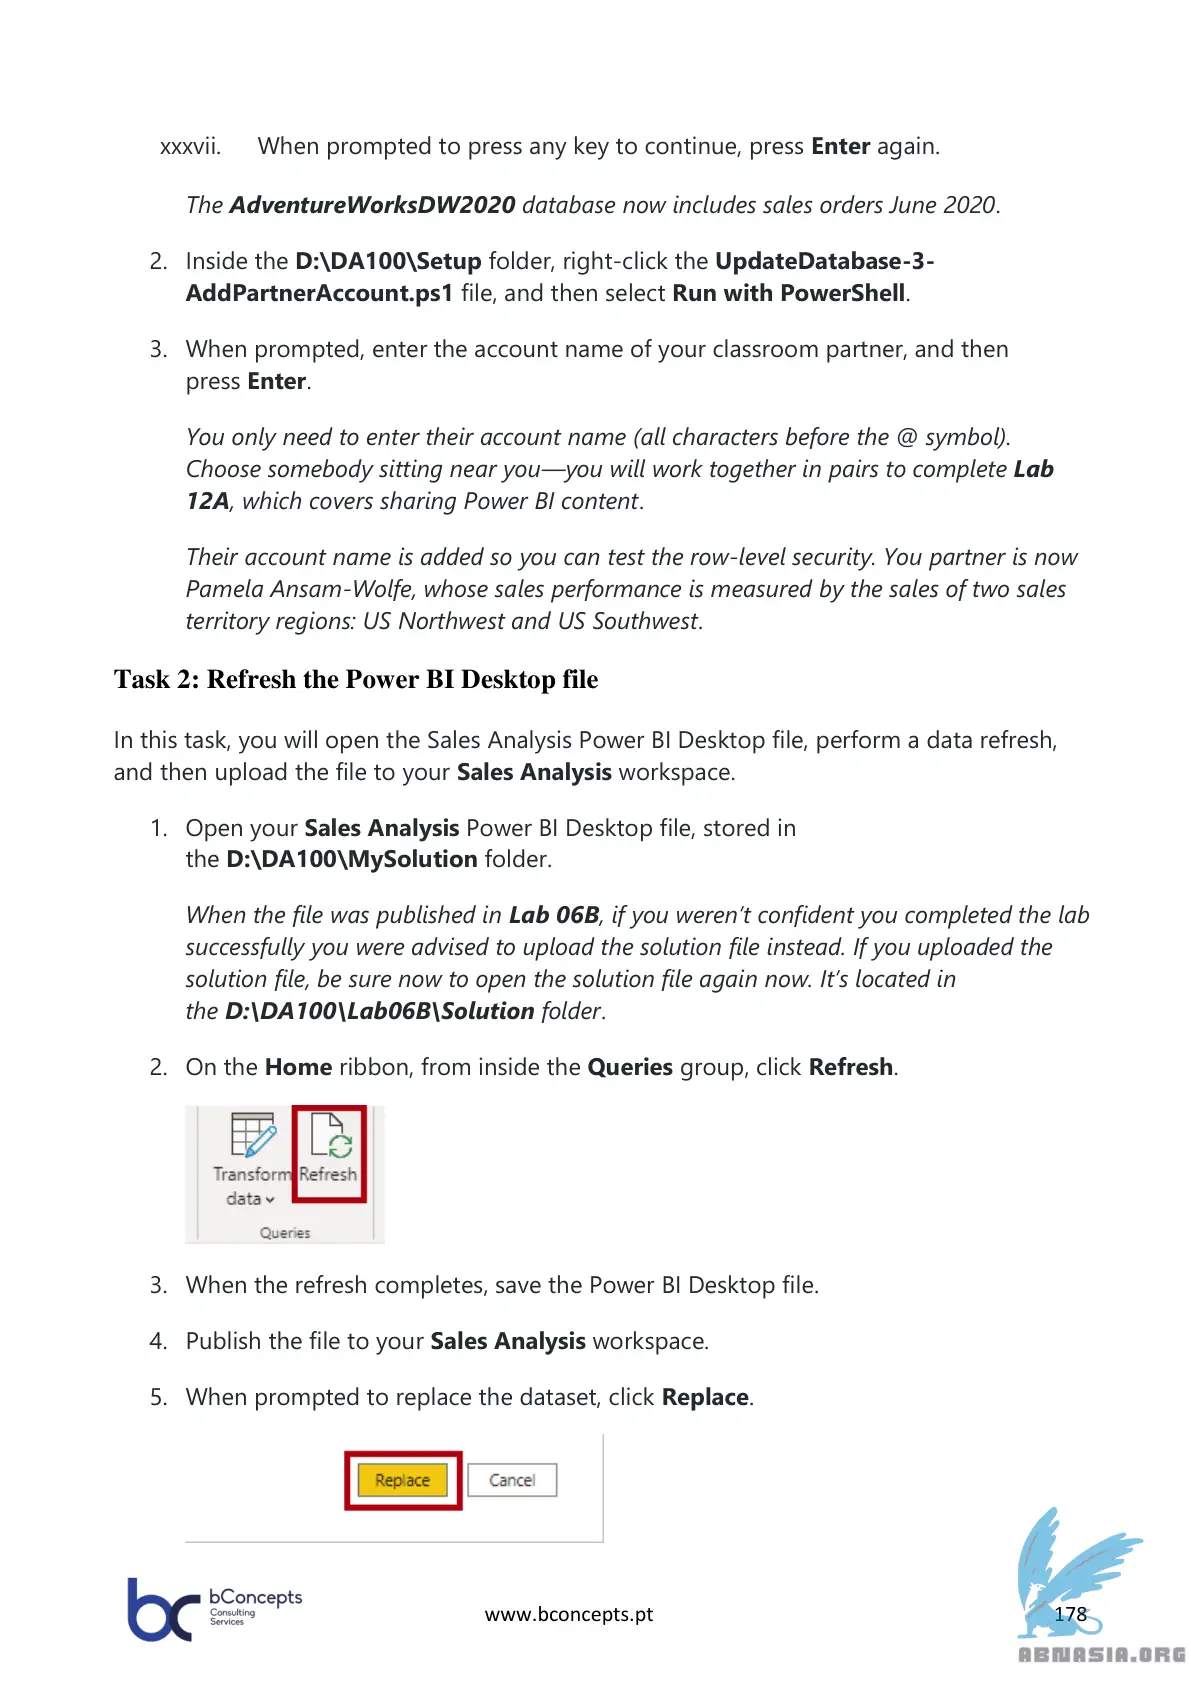 xxxvii. When prompted to press any key to continue, press Enter again.
The AdventureWorksDW2020 database now includes sales orders June 2020.
2. Inside the D:\DA100\Setup folder, right-click the UpdateDatabase-3-
AddPartnerAccount.ps1 file, and then select Run with PowerShell.
3. When prompted, enter the account name of your classroom partner, and then
press Enter.
You only need to enter their account name (all characters before the @ symbol).
Choose somebody sitting near you—you will work together in pairs to complete Lab
12A, which covers sharing Power BI content.
Their account name is added so you can test the row-level security. You partner is now
Pamela Ansam-Wolfe, whose sales performance is measured by the sales of two sales
territory regions: US Northwest and US Southwest.
Task 2: Refresh the Power BI Desktop file
In this task, you will open the Sales Analysis Power BI Desktop file, perform a data refresh,
and then upload the file to your Sales Analysis workspace.
1. Open your Sales Analysis Power BI Desktop file, stored in
the D:\DA100\MySolution folder.
When the file was published in Lab 06B, if you weren’t confident you completed the lab
successfully you were advised to upload the solution file instead. If you uploaded the
solution file, be sure now to open the solution file again now. It’s located in
the D:\DA100\Lab06B\Solution folder.
2. On the Home ribbon, from inside the Queries group, click Refresh.
Transform Refresh
data
Queries
3. When the refresh completes, save the Power BI Desktop file.
4. Publish the file to your Sales Analysis workspace.
5. When prompted to replace the dataset, click Replace.
Replace Cancel
bc bConcepts
Consulting
Services
www.bconcepts.pt
178
ABNASIA.ORG